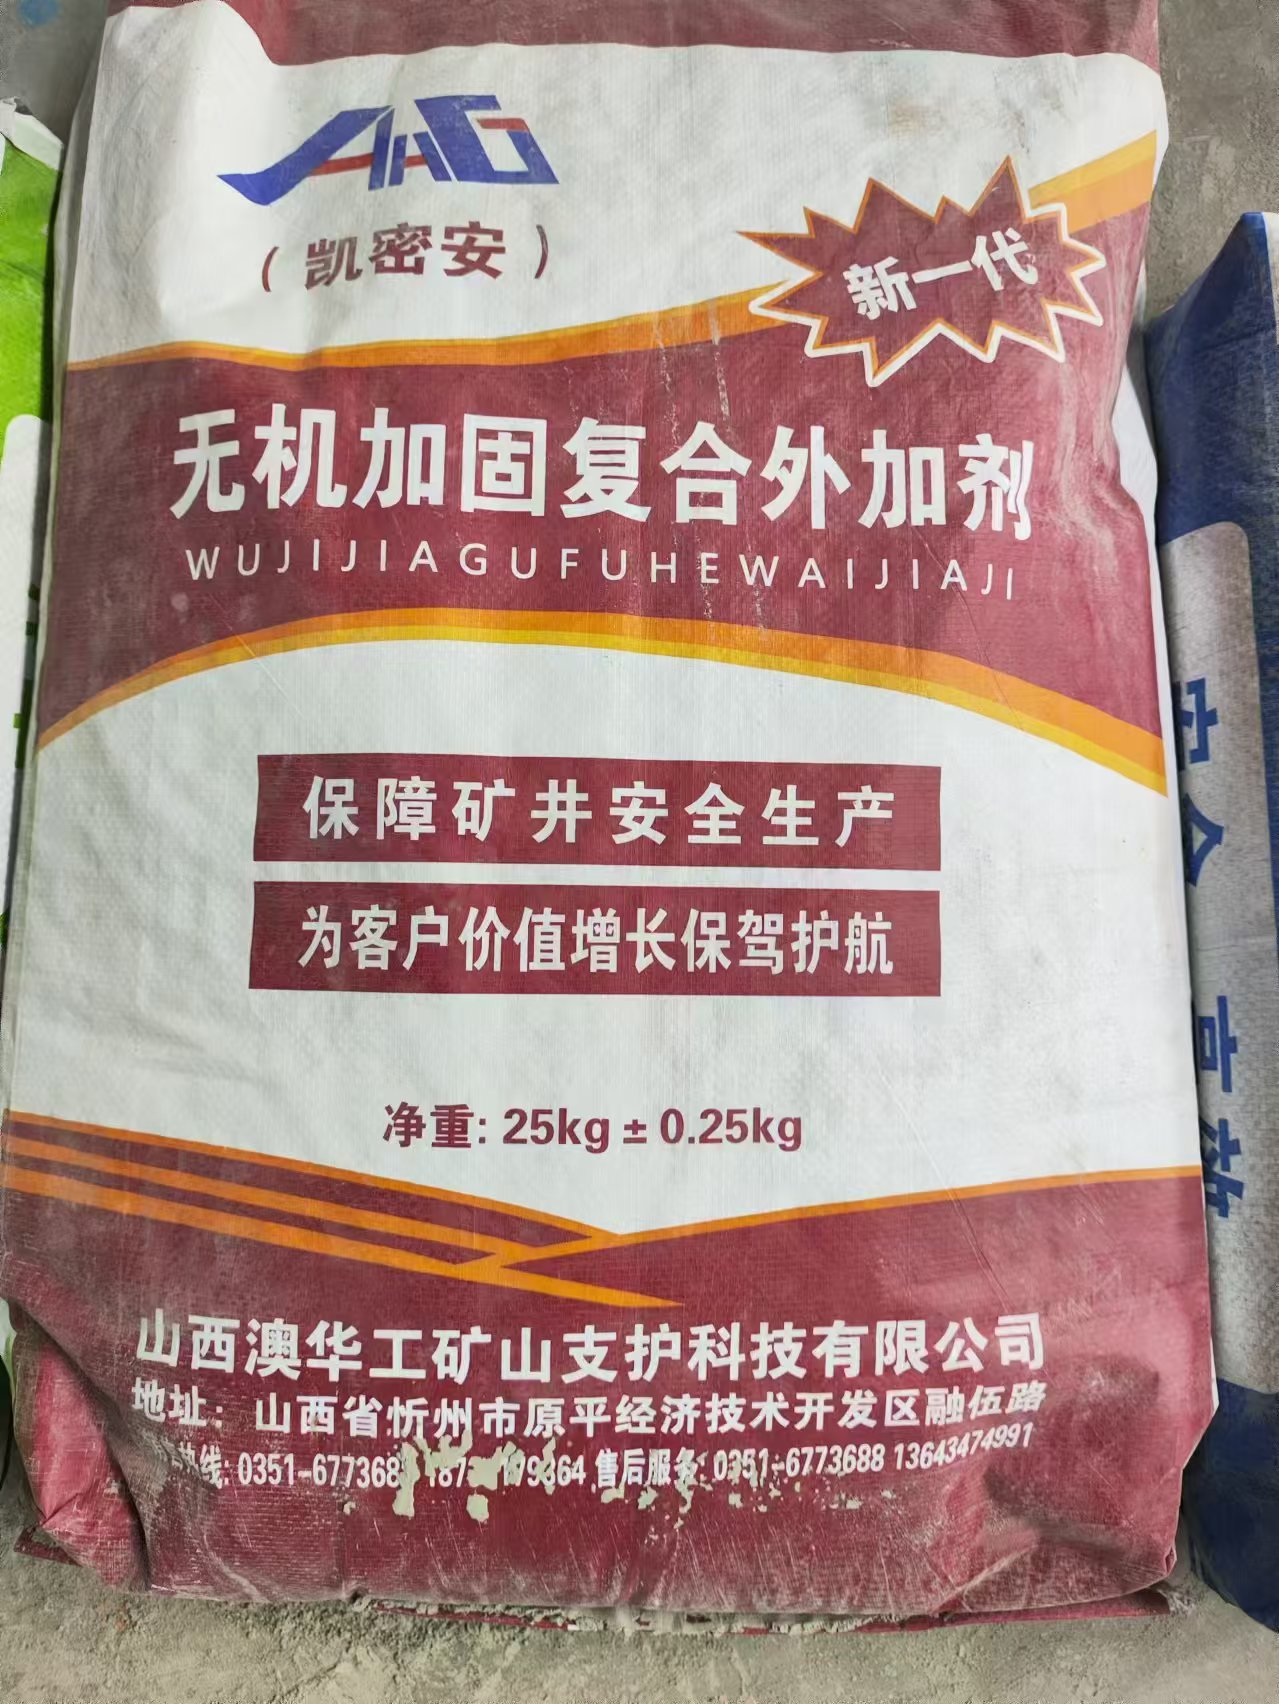 AHG
(凯密安)
新一代
无机加固复合外加剂
WUJIJIAGUFUHEWAIJIAJI
保障矿井安全生产
为客户价值增长保驾护航
净重: 25kg ± 0.25kg
山西澳华工矿山支护科技有限公司
地址: 山西省忻州市原平经济技术开发区融伍路
热线: 0351-677368 售后服务: 0351-6773688 13643474991